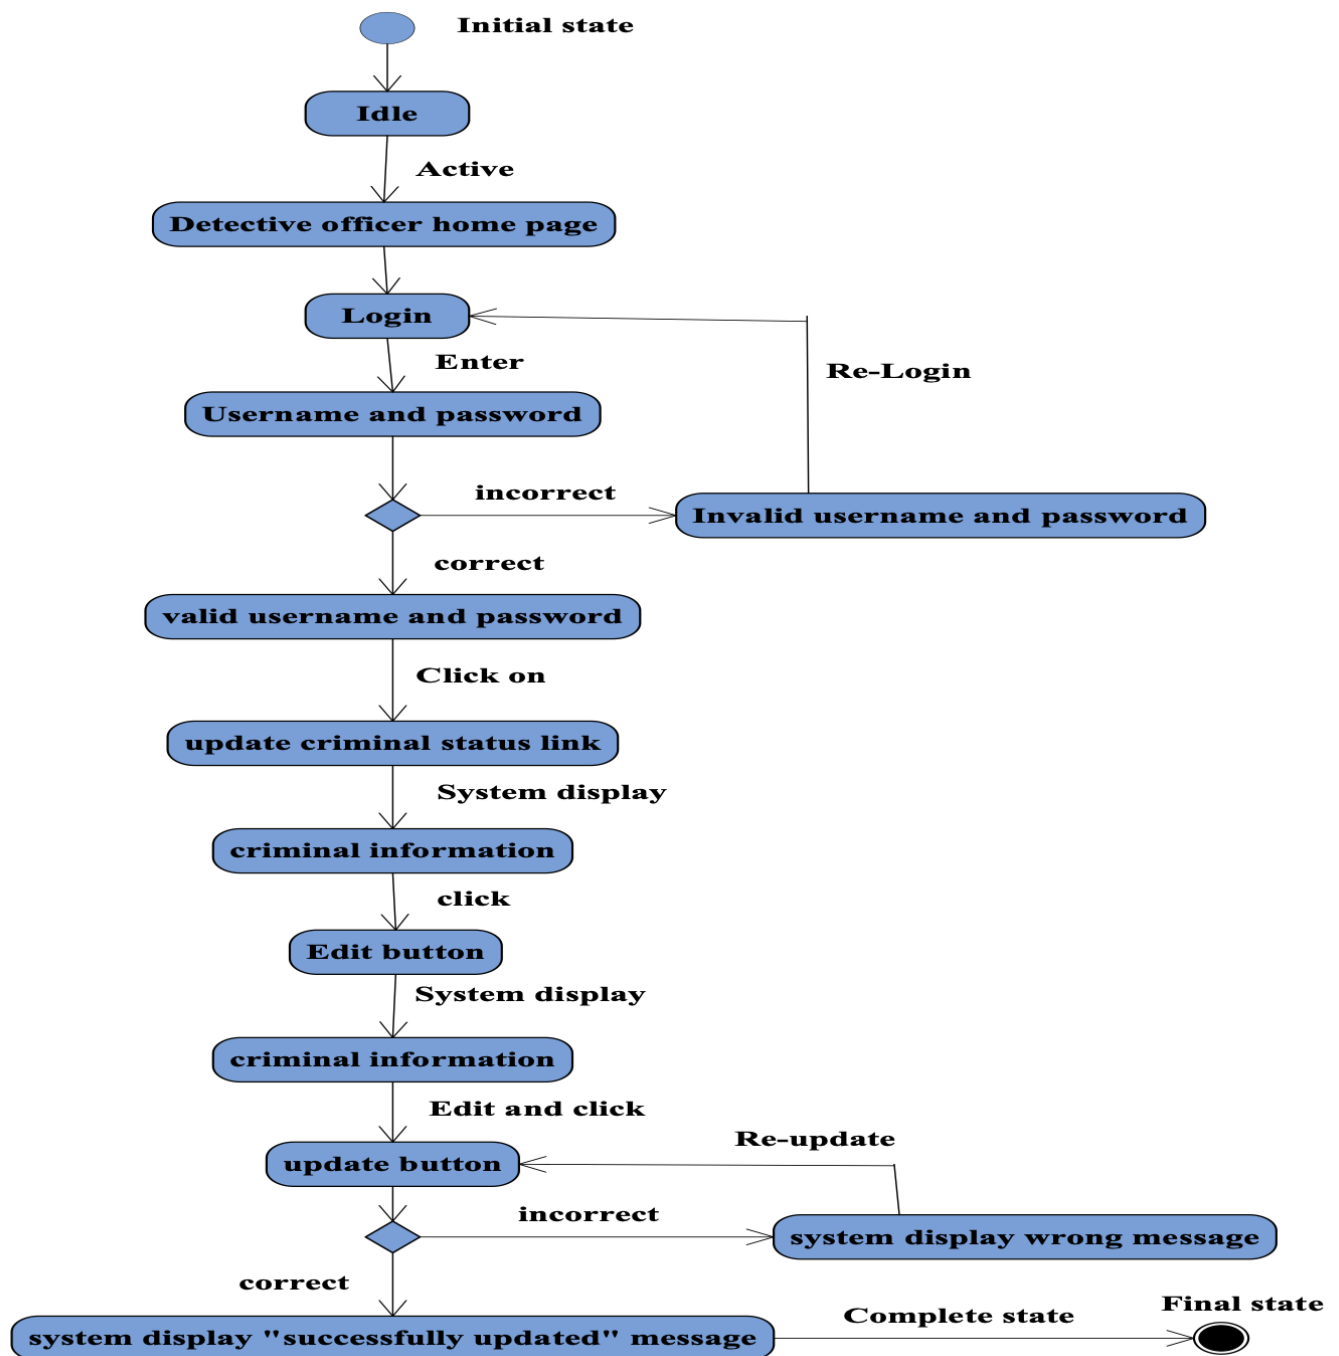 Initial state
Idle
Active
Detective officer home page
Login
Enter
Re-Login
Username and password
incorrect
Invalid username and password
correct
valid username and password
Click on
update criminal status link
System display
criminal information
click
Edit button
System display
criminal information
Edit and click
Re-update
update button
incorrect
system display wrong message
correct
Complete state
Final state
system display "successfully updated" message